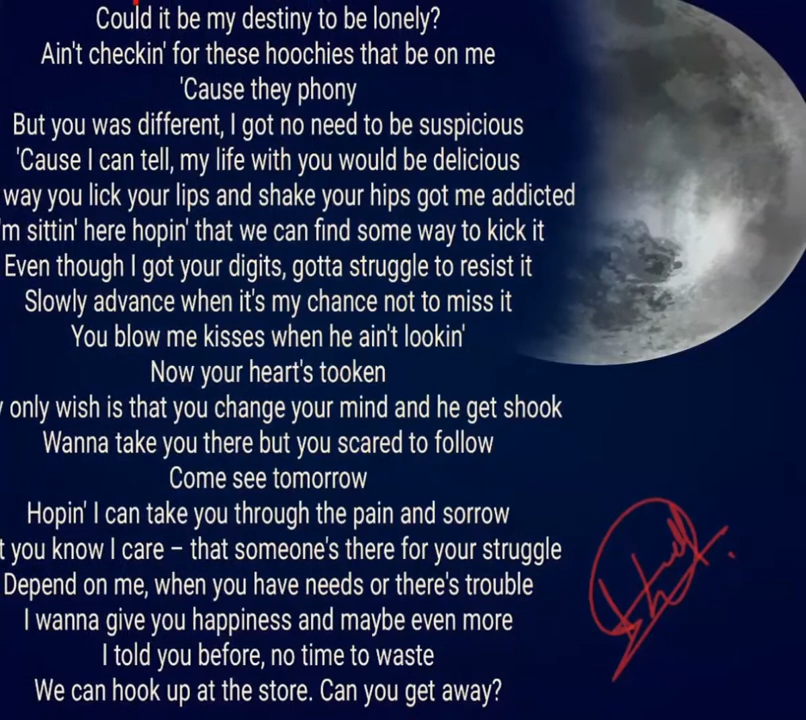 Could it be my destiny to be lonely?
Ain't checkin' for these hoochies that be on me
'Cause they phony
But you was different, I got no need to be suspicious
'Cause I can tell, my life with you would be delicious
way you lick your lips and shake your hips got me addicted
'm sittin' here hopin' that we can find some way to kick it
Even though I got your digits, gotta struggle to resist it
Slowly advance when it's my chance not to miss it
You blow me kisses when he ain't lookin'
Now your heart's tooken
only wish is that you change your mind and he get shook
Wanna take you there but you scared to follow
Come see tomorrow
Hopin' I can take you through the pain and sorrow
you know I care – that someone's there for your struggle
Depend on me, when you have needs or there's trouble
I wanna give you happiness and maybe even more
I told you before, no time to waste
We can hook up at the store. Can you get away?